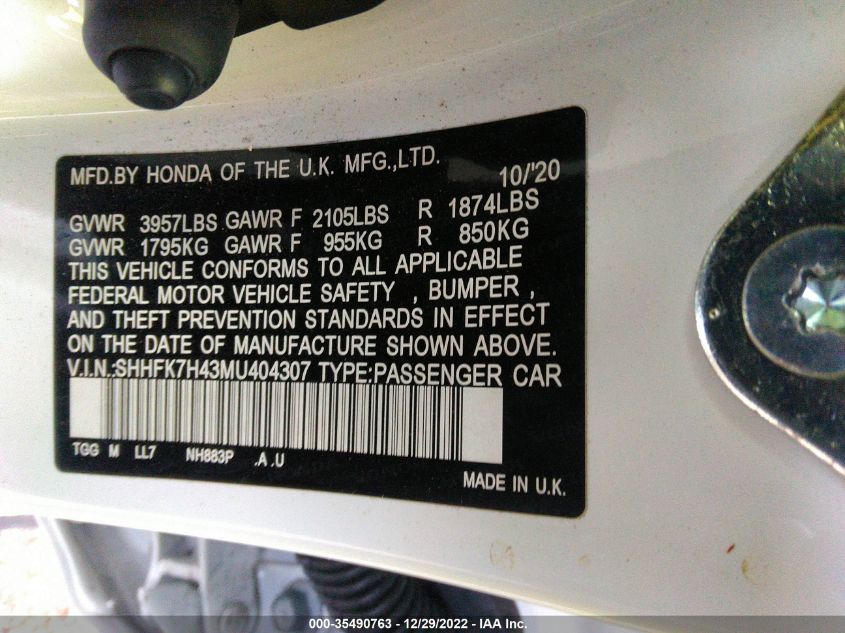 MFD.BY HONDA OF THE U.K. MFG.,LTD. 10/'20
GVWR 3957LBS GAWR F 2105LBS R 1874LBS
GVWR 1795KG GAWR F 955KG R 850KG
THIS VEHICLE CONFORMS TO ALL APPLICABLE
FEDERAL MOTOR VEHICLE SAFETY , BUMPER ,
AND THEFT PREVENTION STANDARDS IN EFFECT
ON THE DATE OF MANUFACTURE SHOWN ABOVE.
V.I.N.:SHHFK7H43MU404307 TYPE:PASSENGER CAR
TGG M LL7 NH883P .A .U
MADE IN U.K.
000-35490763 - 12/29/2022 - IAA Inc.